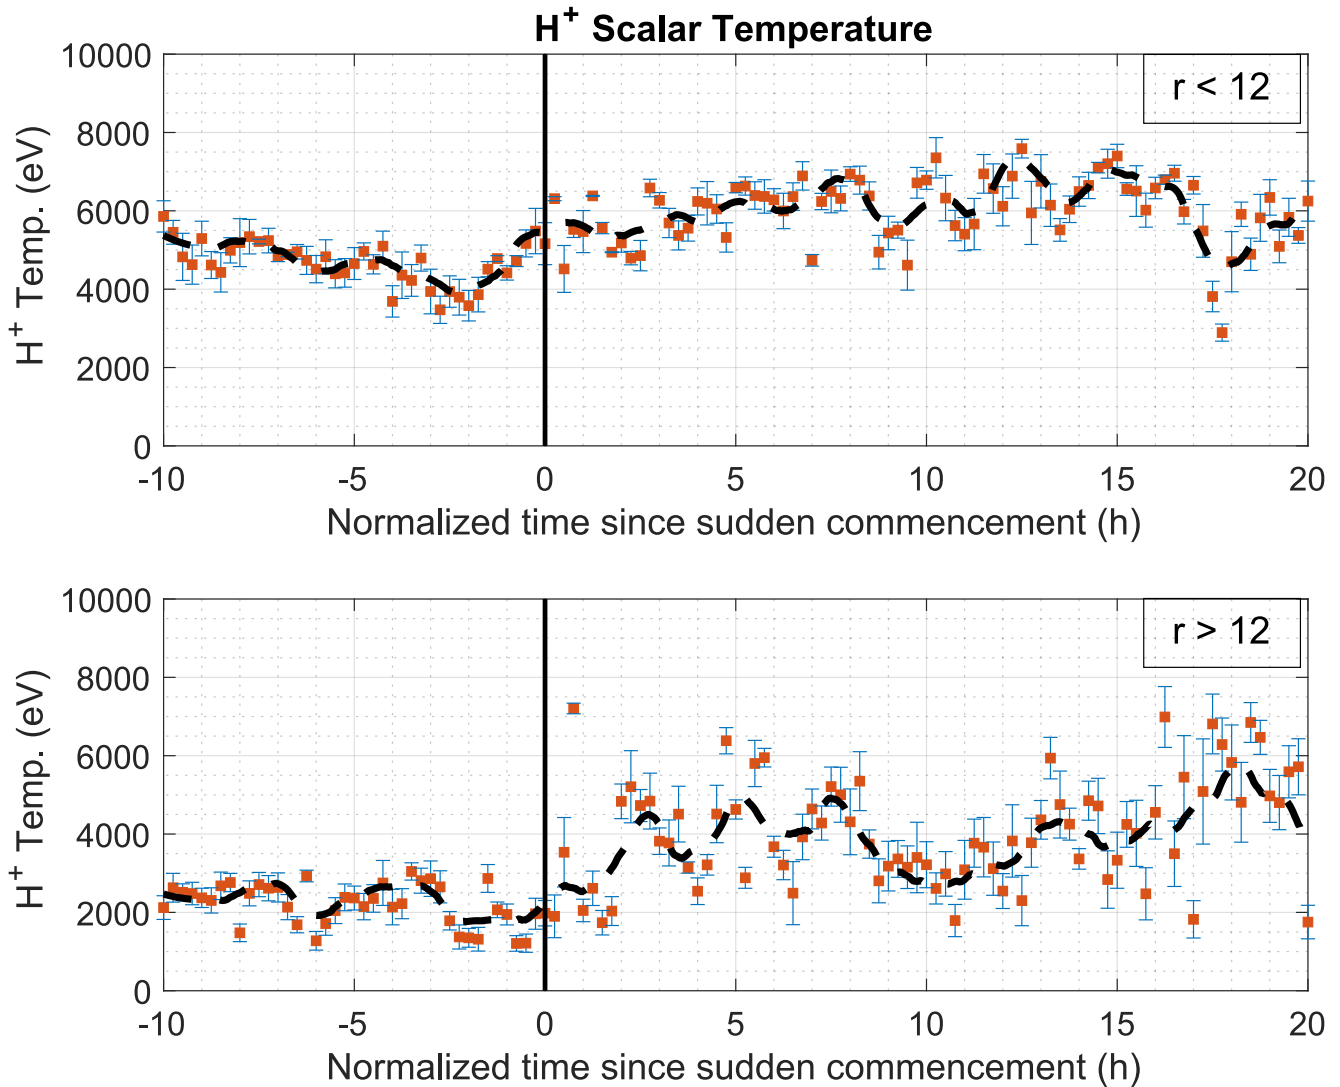 H+ Scalar Temperature
10000
8000
6000
4000
2000
0
H+ Temp. (eV)
r < 12
-10 -5 0 5 10 15 20
Normalized time since sudden commencement (h)
10000
8000
6000
4000
2000
0
H+ Temp. (eV)
r > 12
-10 -5 0 5 10 15 20
Normalized time since sudden commencement (h)